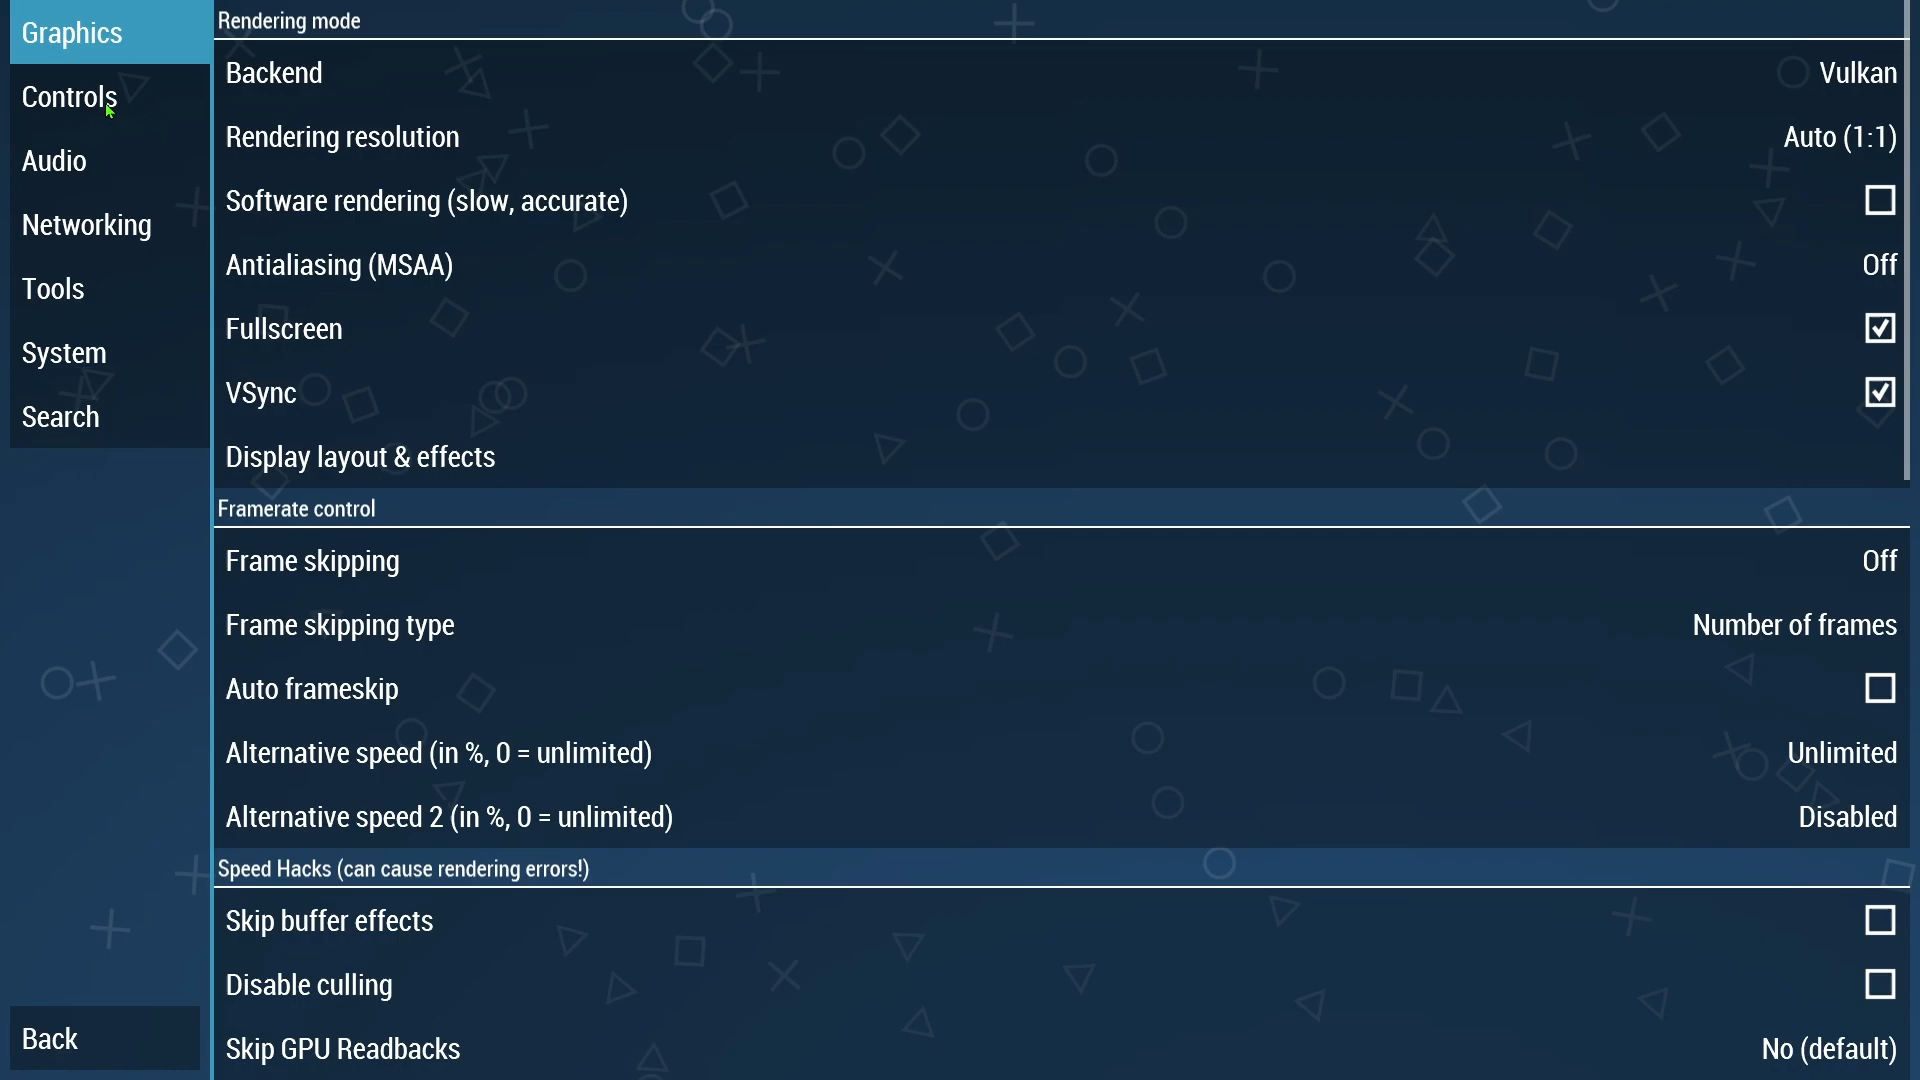 Graphics
Controls
Audio
Networking
Tools
System
Search
Back
Rendering mode
Backend Vulkan
Rendering resolution Auto (1:1)
Software rendering (slow, accurate)
Antialiasing (MSAA) Off
Fullscreen
VSync
Display layout & effects
Framerate control
Frame skipping Off
Frame skipping type Number of frames
Auto frameskip
Alternative speed (in %, 0 = unlimited) Unlimited
Alternative speed 2 (in %, 0 = unlimited) Disabled
Speed Hacks (can cause rendering errors!)
Skip buffer effects
Disable culling
Skip GPU Readbacks No (default)